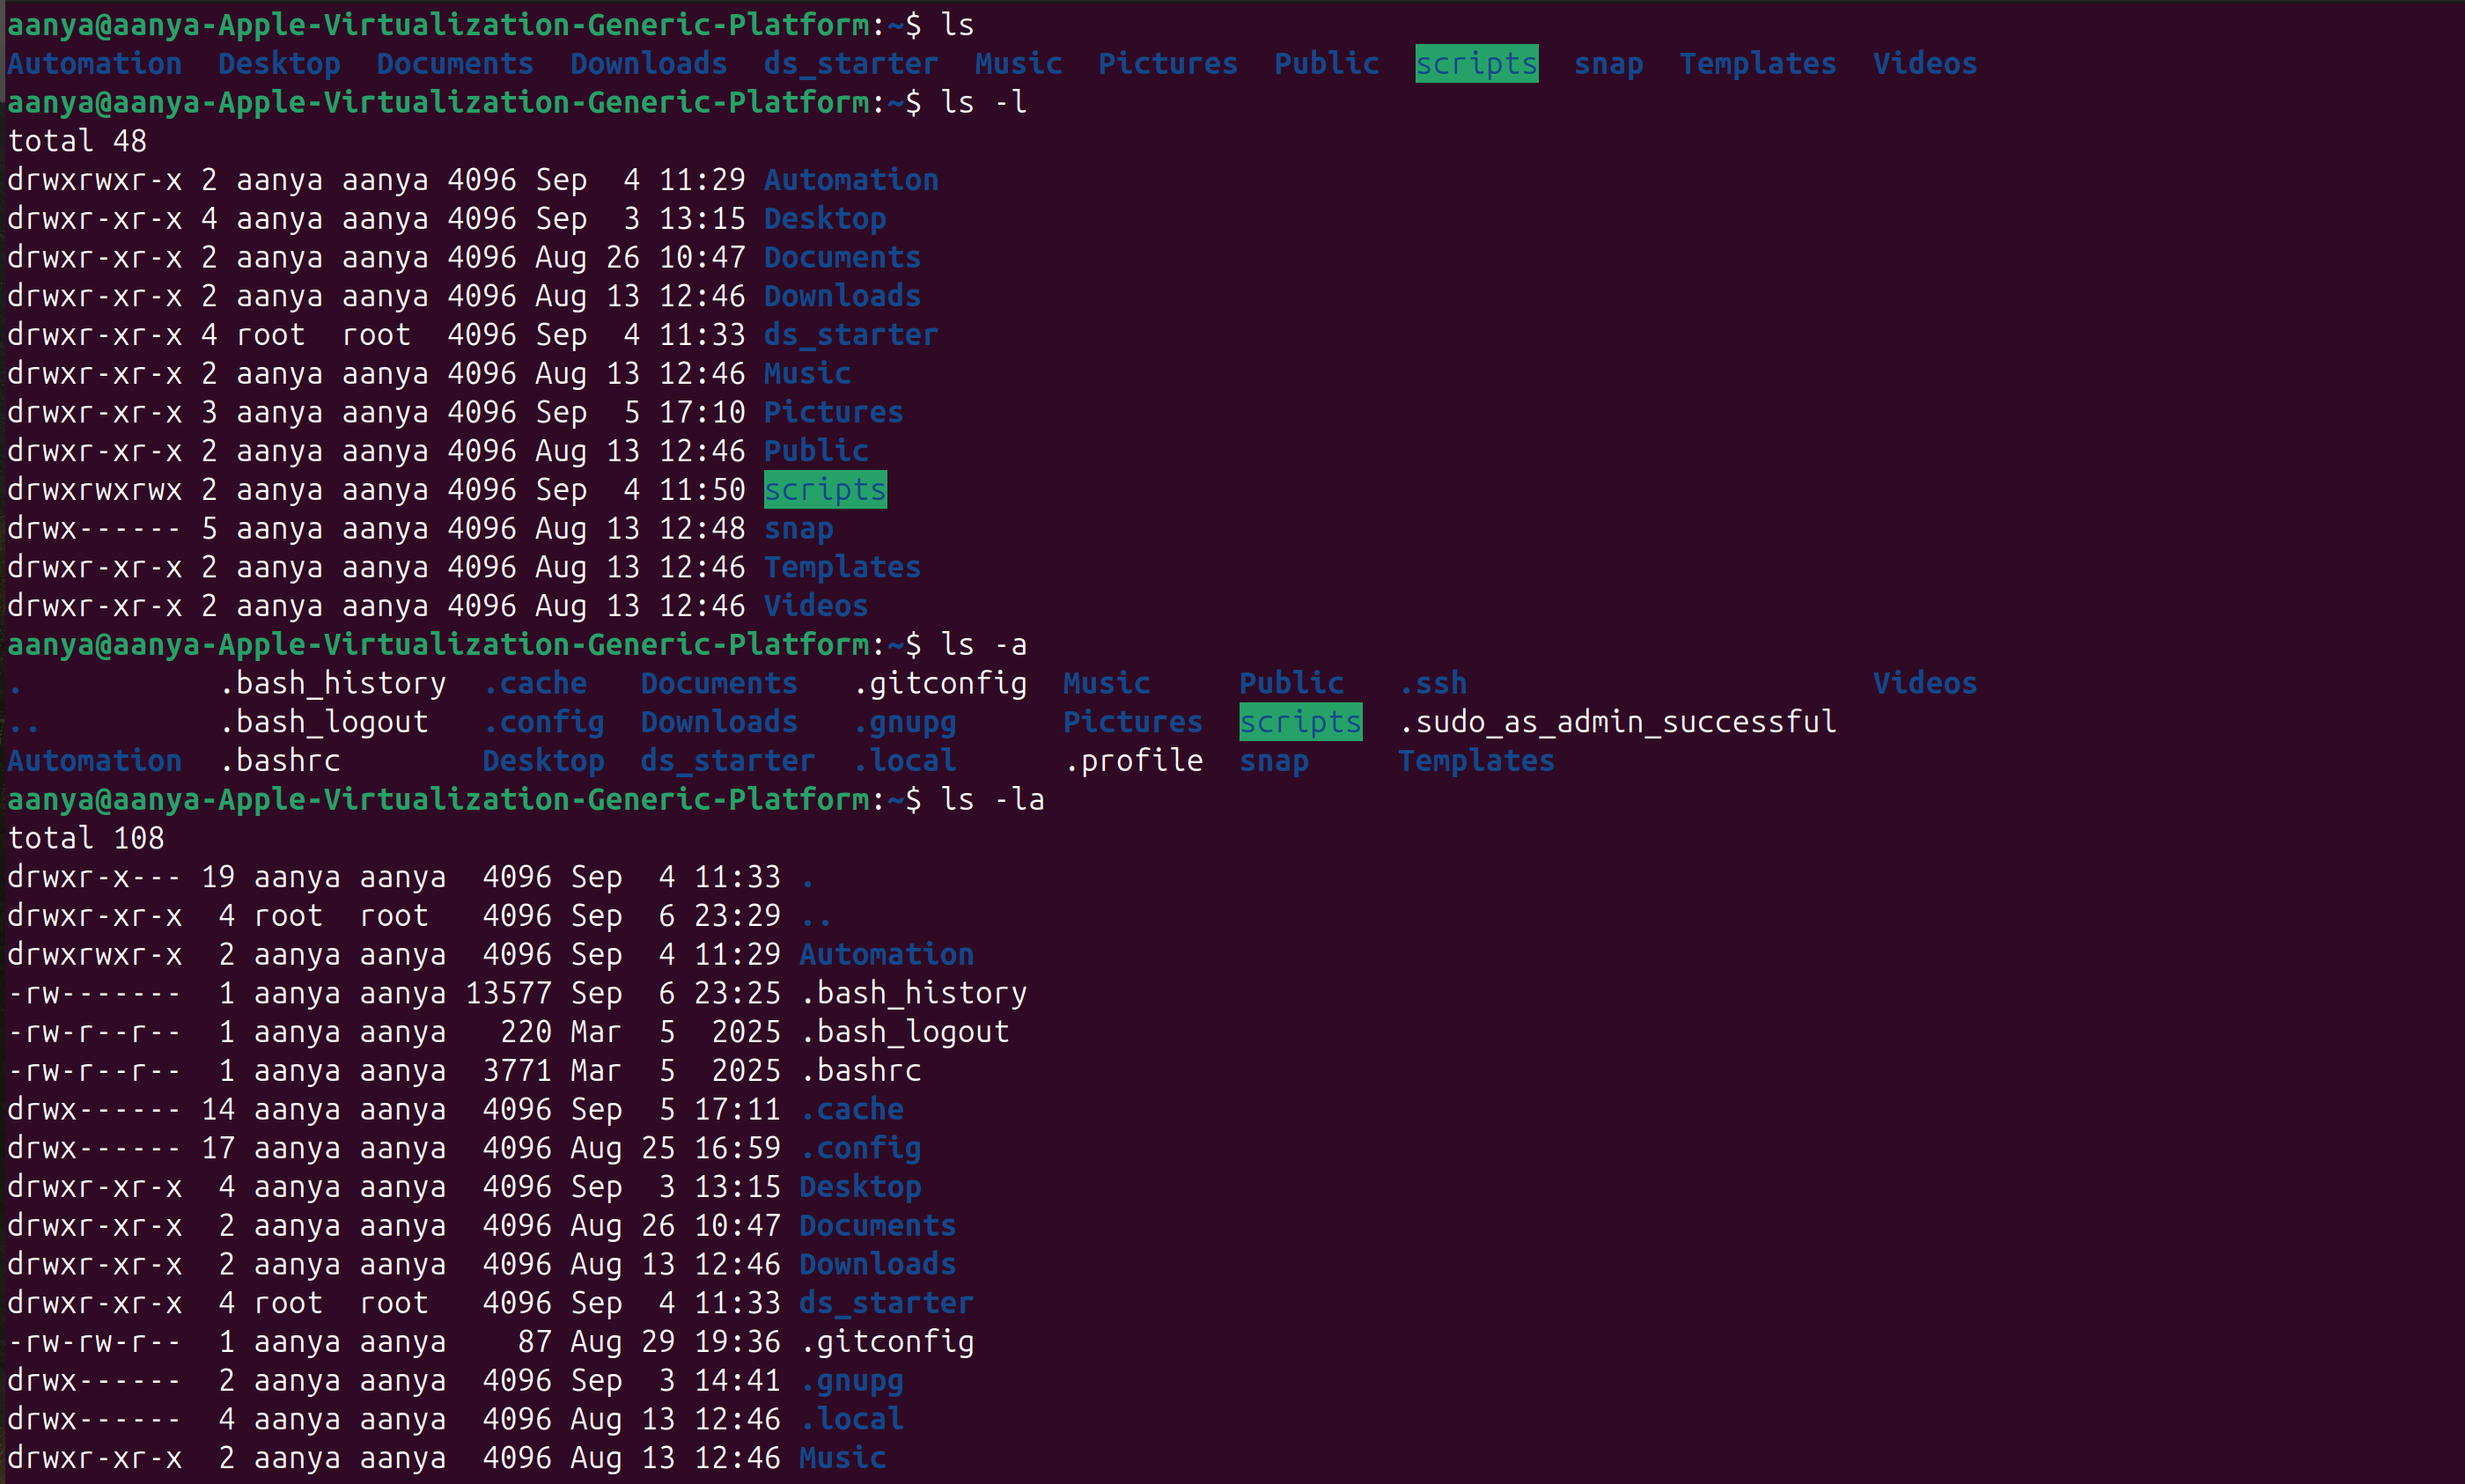 aanya@aanya-Apple-Virtualization-Generic-Platform:~$ ls
Automation  Desktop  Documents  Downloads  ds_starter  Music  Pictures  Public  scripts  snap  Templates  Videos
aanya@aanya-Apple-Virtualization-Generic-Platform:~$ ls -l
total 48
drwxrwxr-x 2 aanya aanya 4096 Sep  4 11:29 Automation
drwxr-xr-x 4 aanya aanya 4096 Sep  3 13:15 Desktop
drwxr-xr-x 2 aanya aanya 4096 Aug 26 10:47 Documents
drwxr-xr-x 2 aanya aanya 4096 Aug 13 12:46 Downloads
drwxr-xr-x 4 root  root  4096 Sep  4 11:33 ds_starter
drwxr-xr-x 2 aanya aanya 4096 Aug 13 12:46 Music
drwxr-xr-x 3 aanya aanya 4096 Sep  5 17:10 Pictures
drwxr-xr-x 2 aanya aanya 4096 Aug 13 12:46 Public
drwxrwxrwx 2 aanya aanya 4096 Sep  4 11:50 scripts
drwx------ 5 aanya aanya 4096 Aug 13 12:48 snap
drwxr-xr-x 2 aanya aanya 4096 Aug 13 12:46 Templates
drwxr-xr-x 2 aanya aanya 4096 Aug 13 12:46 Videos
aanya@aanya-Apple-Virtualization-Generic-Platform:~$ ls -a
.           .bash_history  .cache   Documents   .gitconfig  Music     Public   .ssh                       Videos
..          .bash_logout   .config  Downloads   .gnupg      Pictures  scripts  .sudo_as_admin_successful
Automation  .bashrc        Desktop  ds_starter  .local      .profile  snap     Templates
aanya@aanya-Apple-Virtualization-Generic-Platform:~$ ls -la
total 108
drwxr-x--- 19 aanya aanya  4096 Sep  4 11:33 .
drwxr-xr-x  4 root  root   4096 Sep  6 23:29 ..
drwxrwxr-x  2 aanya aanya  4096 Sep  4 11:29 Automation
-rw-------  1 aanya aanya 13577 Sep  6 23:25 .bash_history
-rw-r--r--  1 aanya aanya   220 Mar  5  2025 .bash_logout
-rw-r--r--  1 aanya aanya  3771 Mar  5  2025 .bashrc
drwx------ 14 aanya aanya  4096 Sep  5 17:11 .cache
drwx------ 17 aanya aanya  4096 Aug 25 16:59 .config
drwxr-xr-x  4 aanya aanya  4096 Sep  3 13:15 Desktop
drwxr-xr-x  2 aanya aanya  4096 Aug 26 10:47 Documents
drwxr-xr-x  2 aanya aanya  4096 Aug 13 12:46 Downloads
drwxr-xr-x  4 root  root   4096 Sep  4 11:33 ds_starter
-rw-rw-r--  1 aanya aanya    87 Aug 29 19:36 .gitconfig
drwx------  2 aanya aanya  4096 Sep  3 14:41 .gnupg
drwx------  4 aanya aanya  4096 Aug 13 12:46 .local
drwxr-xr-x  2 aanya aanya  4096 Aug 13 12:46 Music